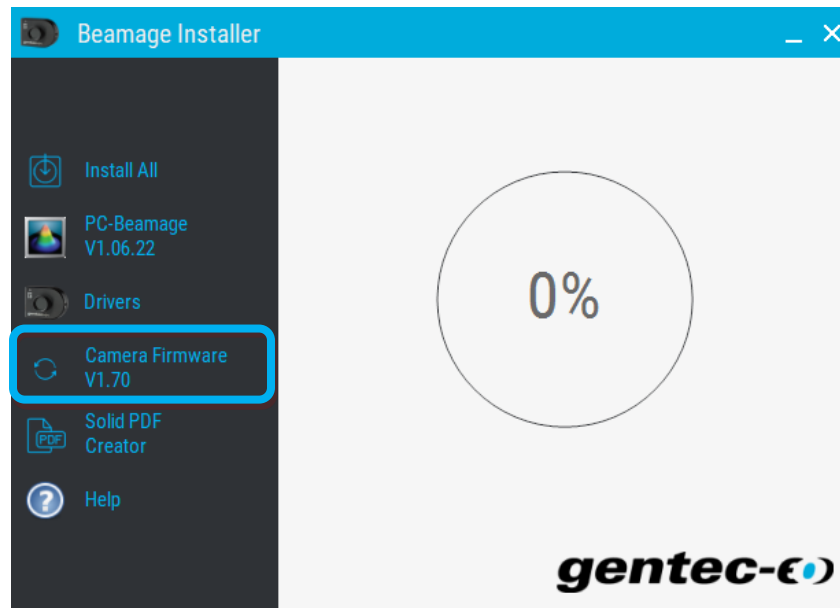 Beamage Installer
Install All
PC-Beamage
V1.06.22
Drivers
Camera Firmware
V1.70
Solid PDF
Creator
PDF
Help
0%
gentec-eo